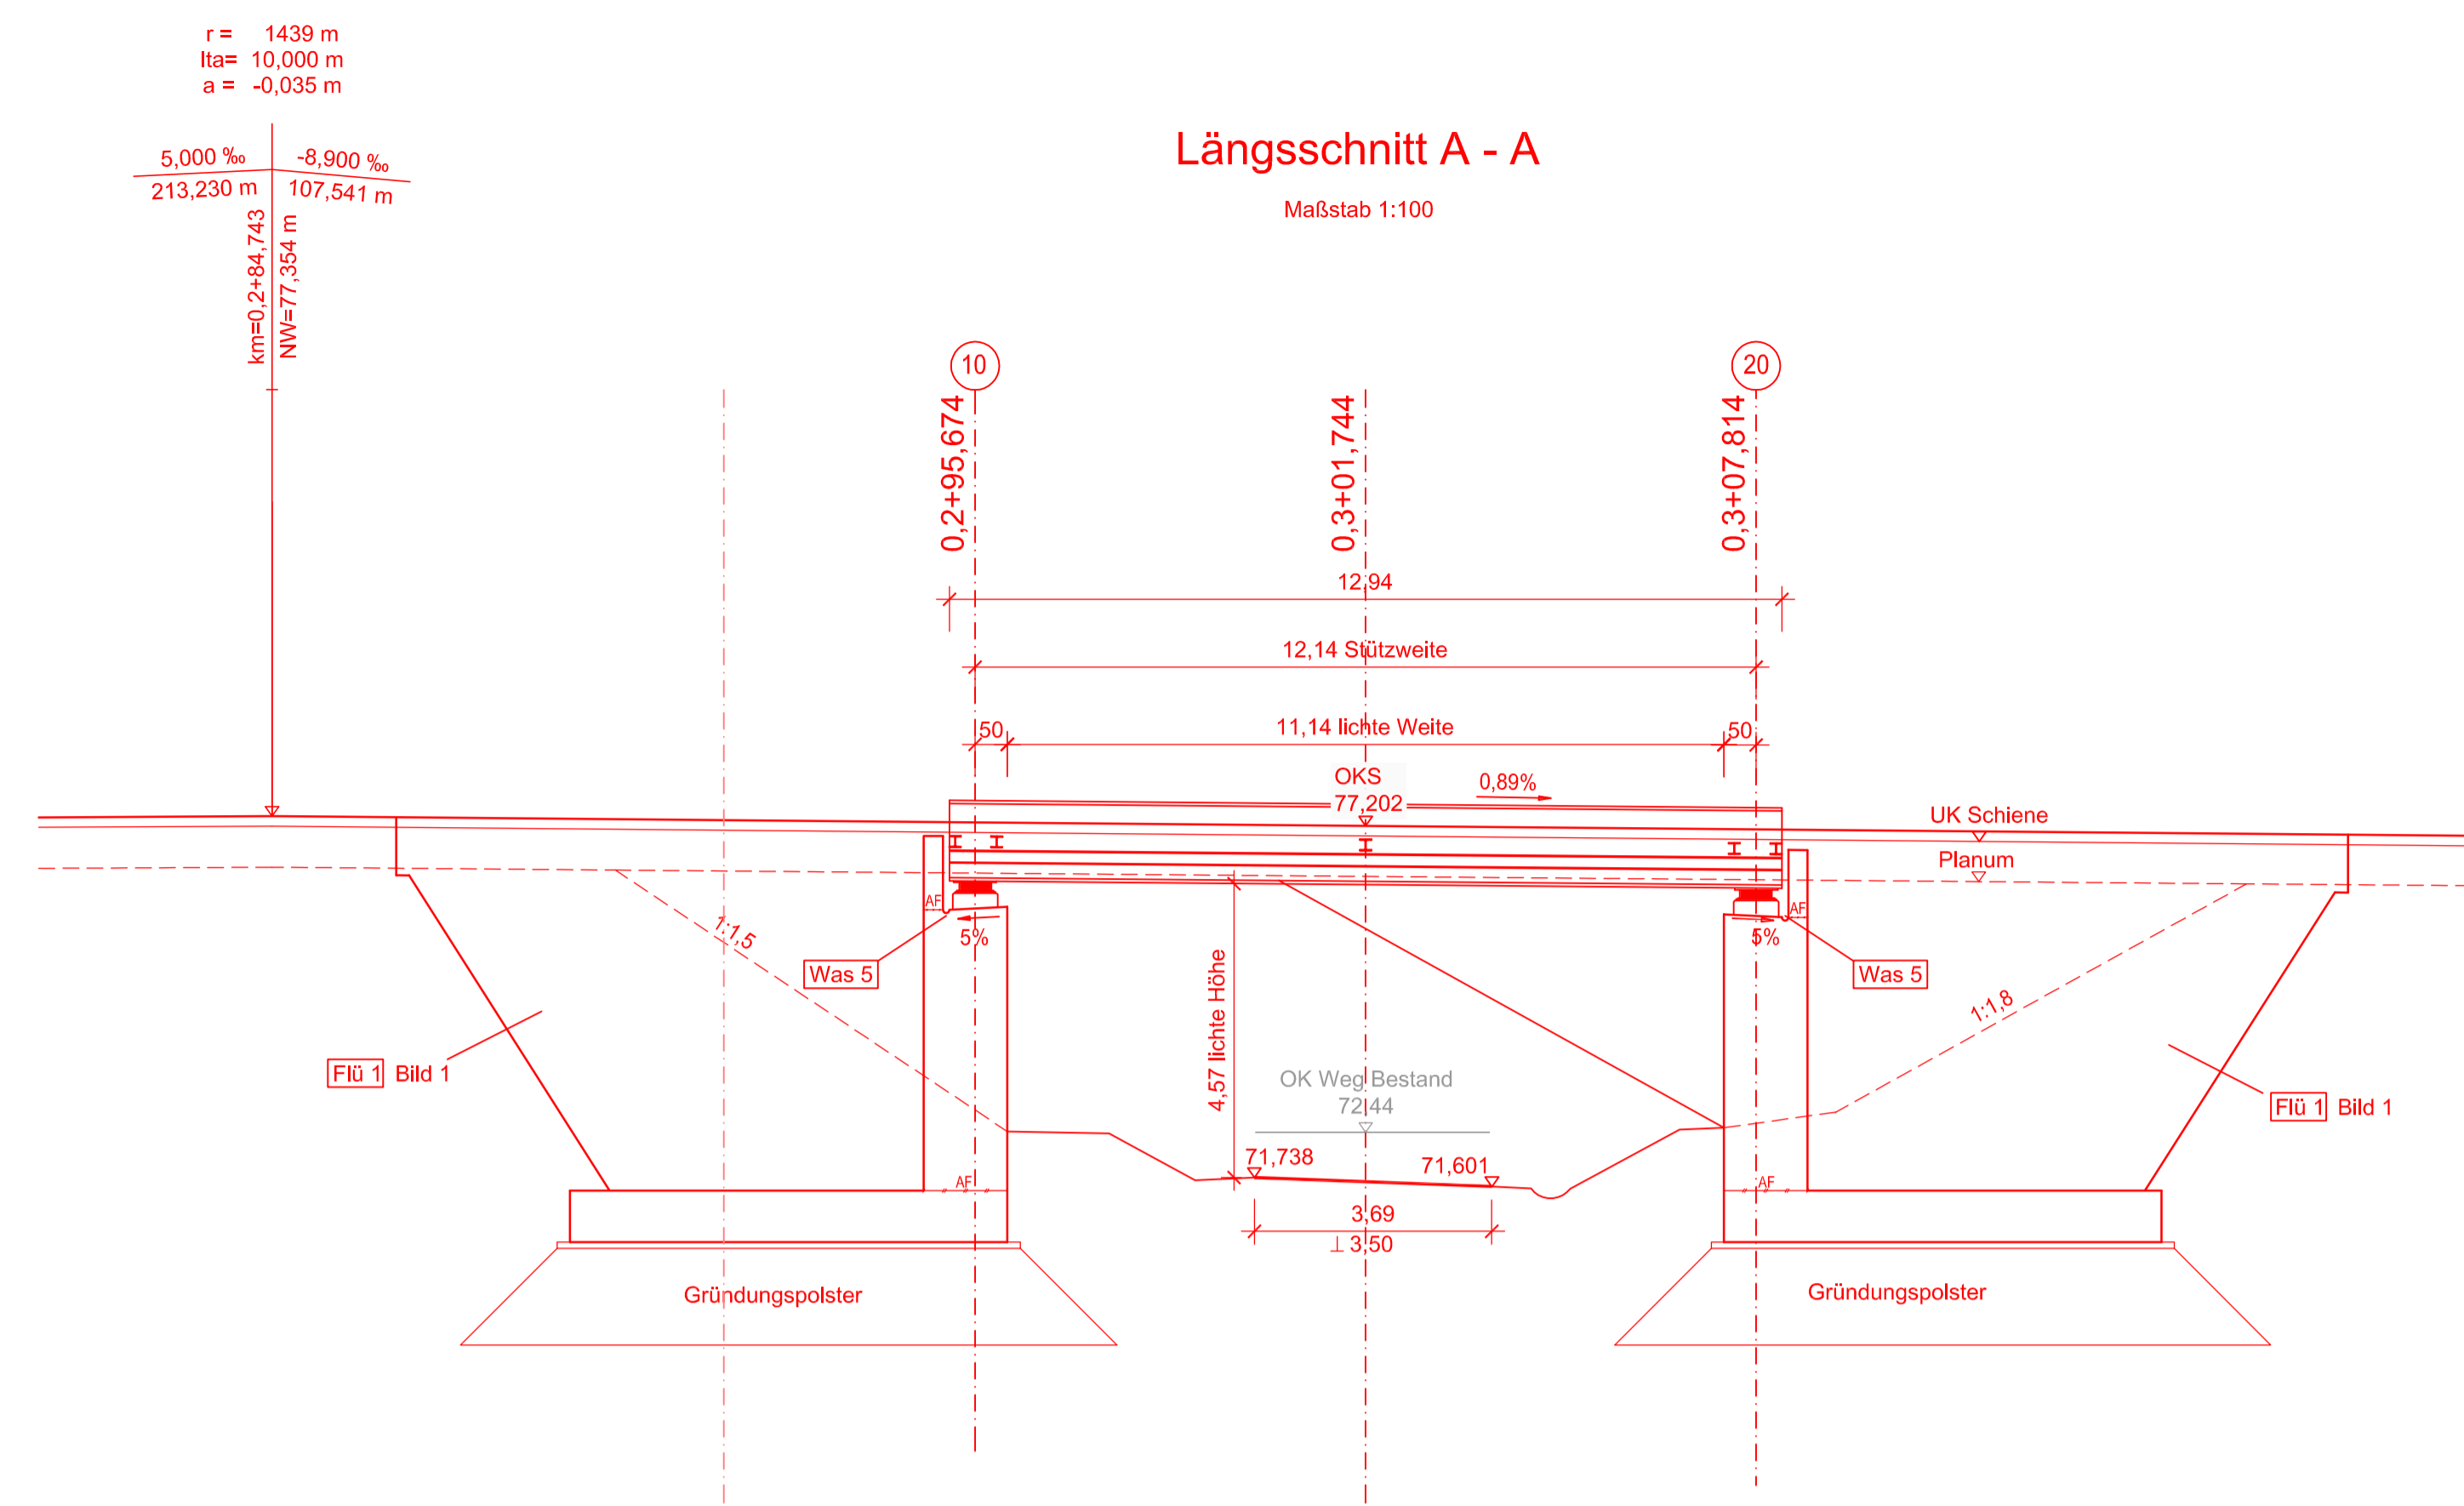 r = 1439 m
lta= 10,000 m
a = -0,035 m
5,000 ‰
-8,900 ‰
213,230 m
107,541 m
km=0,2+84,743
NW=77,354 m
Längsschnitt A - A
Maßstab 1:100
10
20
0,2+95,674
0,3+01,744
0,3+07,814
12,94
12,14 Stützweite
50
11,14 lichte Weite
50
OKS
77,202
0,89%
UK Schiene
Planum
AF
AF
5%
5%
1:1,5
Was 5
Was 5
1:1,8
4,57 lichte Höhe
Flü 1 Bild 1
OK Weg Bestand
72,44
Flü 1 Bild 1
71,738
71,601
AF
AF
3,69
⊥ 3,50
Gründungspolster
Gründungspolster